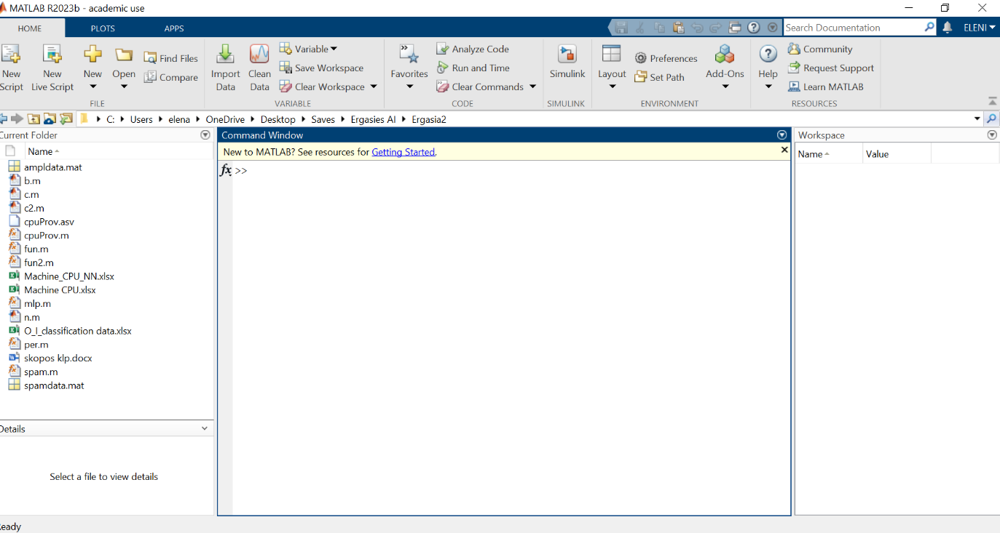 MATLAB R2023b - academic use
HOME PLOTS APPS Search Documentation ELENI
New Script
New Live Script
New
Open
Find Files
Compare
FILE
Import Data
Clean Data
Variable
Save Workspace
Clear Workspace
VARIABLE
Favorites
Analyze Code
Run and Time
Clear Commands
CODE
Simulink
SIMULINK
Layout
Preferences
Set Path
Add-Ons
ENVIRONMENT
Help
Community
Request Support
Learn MATLAB
RESOURCES
C: Users elena OneDrive Desktop Saves Ergasies AI Ergasia2
Current Folder
Name
ampldata.mat
b.m
c.m
c2.m
cpuProv.asv
cpuProv.m
fun.m
fun2.m
Machine_CPU_NN.xlsx
Machine CPU.xlsx
mlp.m
n.m
O_I_classification data.xlsx
per.m
skopos klp.docx
spam.m
spamdata.mat
Details
Select a file to view details
Command Window
New to MATLAB? See resources for Getting Started.
fx >>
Workspace
Name Value
eady